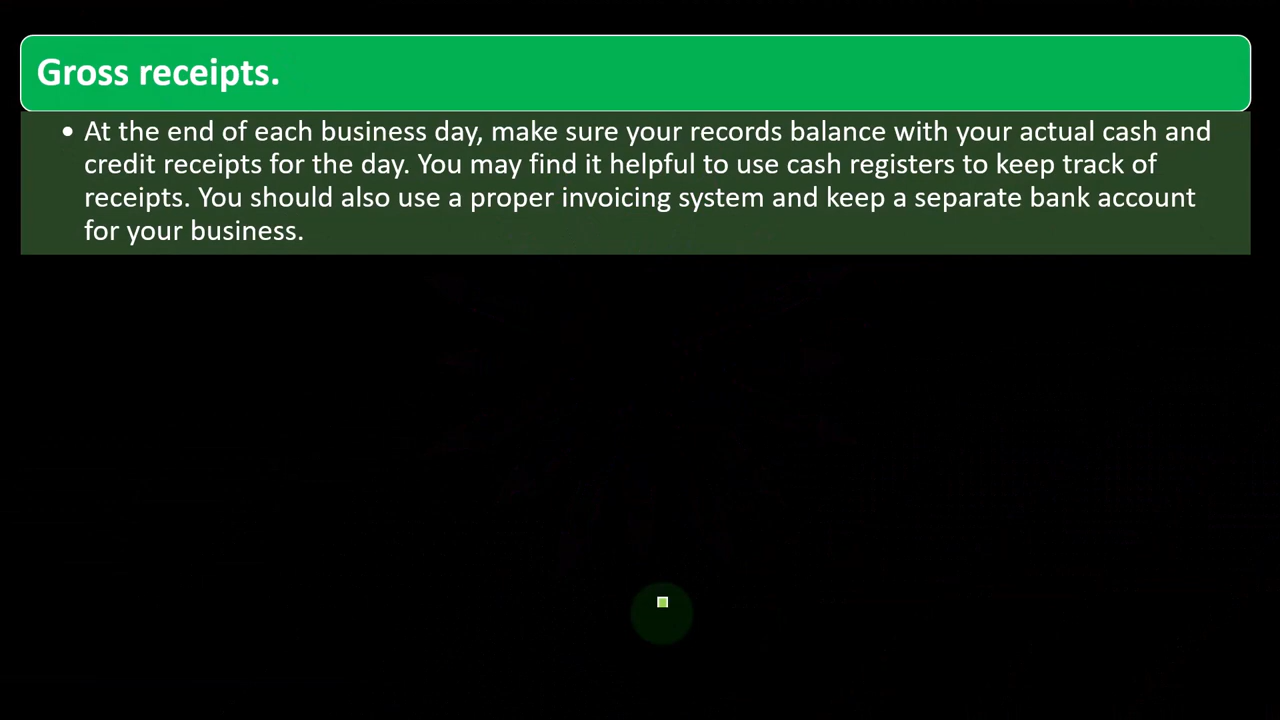 Gross receipts.
• At the end of each business day, make sure your records balance with your actual cash and
credit receipts for the day. You may find it helpful to use cash registers to keep track of
receipts. You should also use a proper invoicing system and keep a separate bank account
for your business.